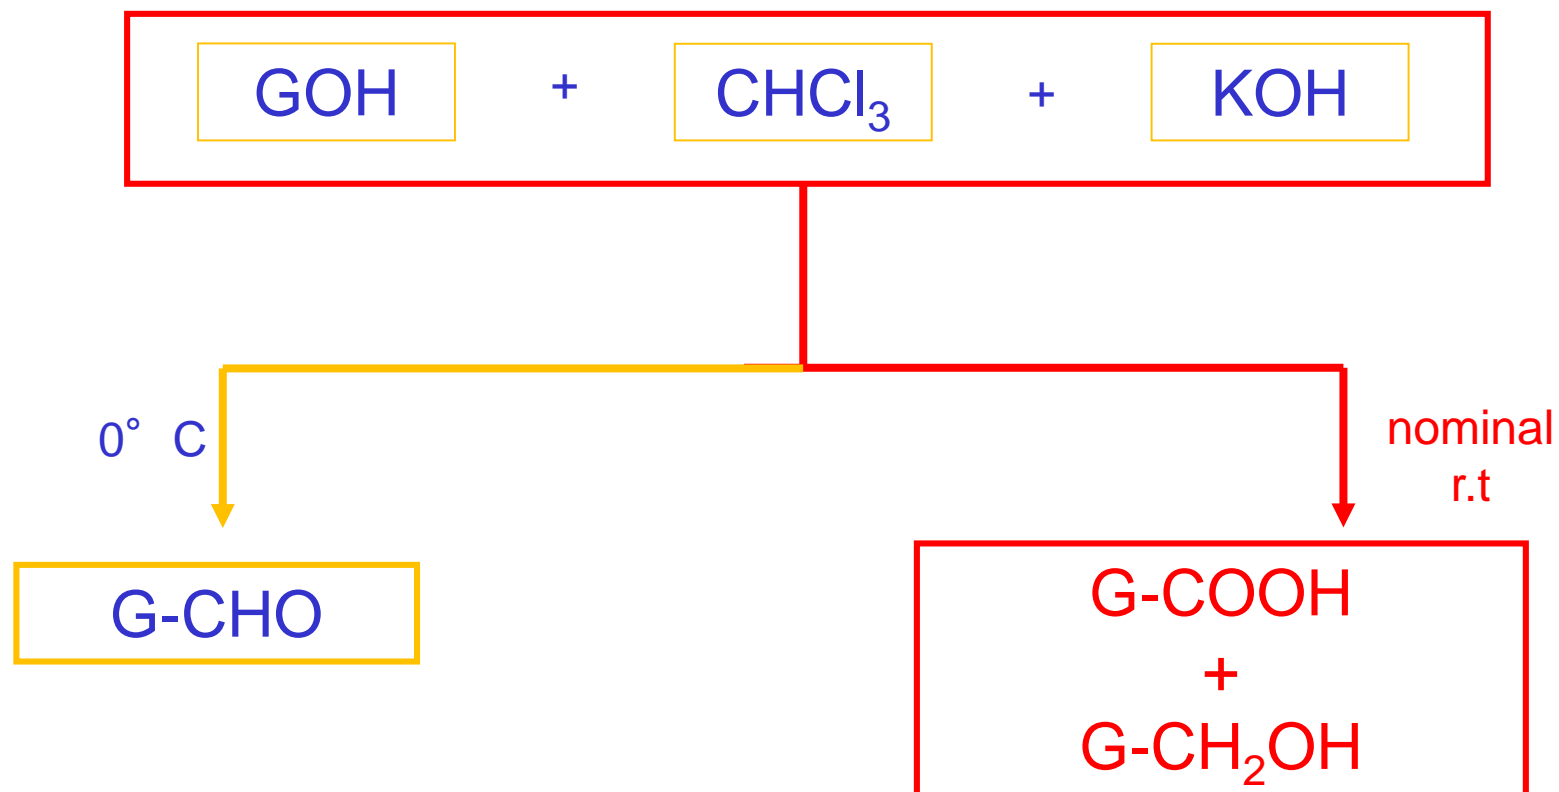 GOH + CHCl₃ + KOH
0° C
nominal
r.t
G-CHO
G-COOH
+
G-CH₂OH